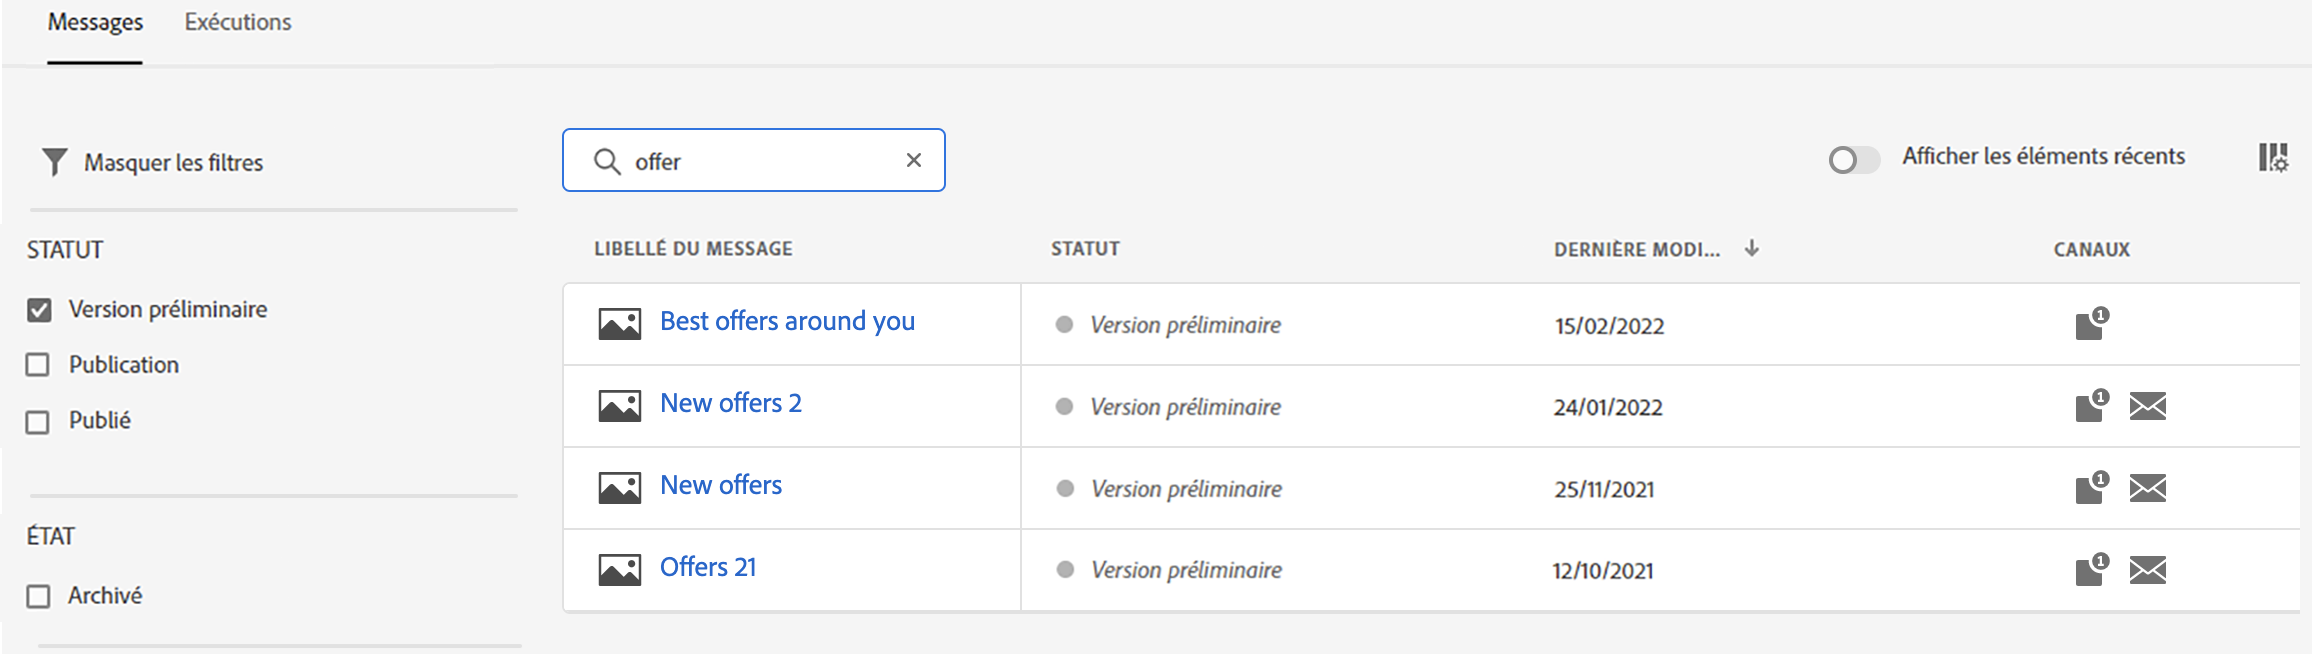 Messages Exécutions
Masquer les filtres
offer
Afficher les éléments récents
STATUT
Version préliminaire
Publication
Publié
ÉTAT
Archivé
LIBELLÉ DU MESSAGE STATUT DERNIÈRE MODI... CANAUX
Best offers around you Version préliminaire 15/02/2022 1
New offers 2 Version préliminaire 24/01/2022 1
New offers Version préliminaire 25/11/2021 1
Offers 21 Version préliminaire 12/10/2021 1